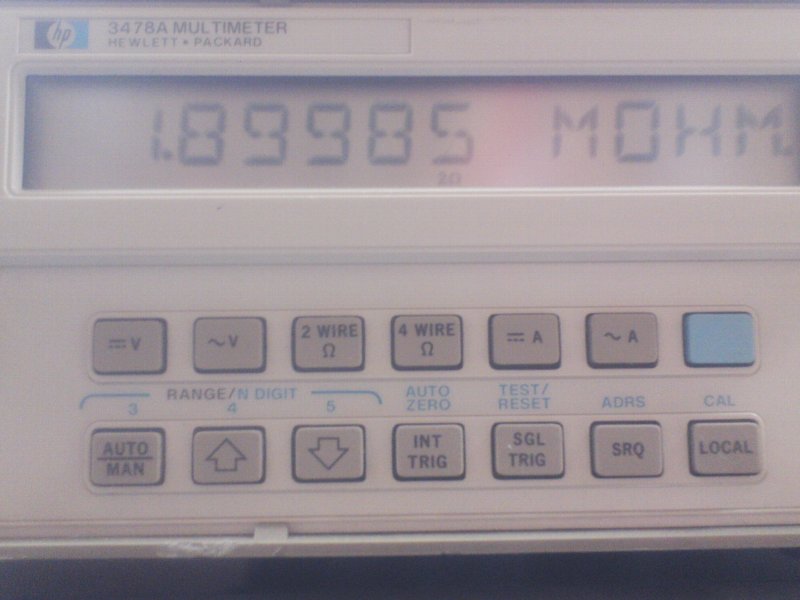 hp 3478A MULTIMETER
HEWLETT • PACKARD
1.89985 MOHM
2Ω
⎓V ~V 2 WIRE Ω 4 WIRE Ω ⎓A ~A
RANGE/N DIGIT AUTO ZERO TEST/RESET ADRS CAL
3 4 5
AUTO/MAN INT TRIG SGL TRIG SRQ LOCAL